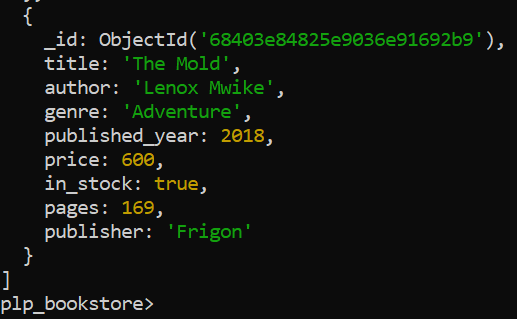 {
_id: ObjectId('68403e84825e9036e91692b9'),
title: 'The Mold',
author: 'Lenox Mwike',
genre: 'Adventure',
published_year: 2018,
price: 600,
in_stock: true,
pages: 169,
publisher: 'Frigon'
}
]
plp_bookstore>